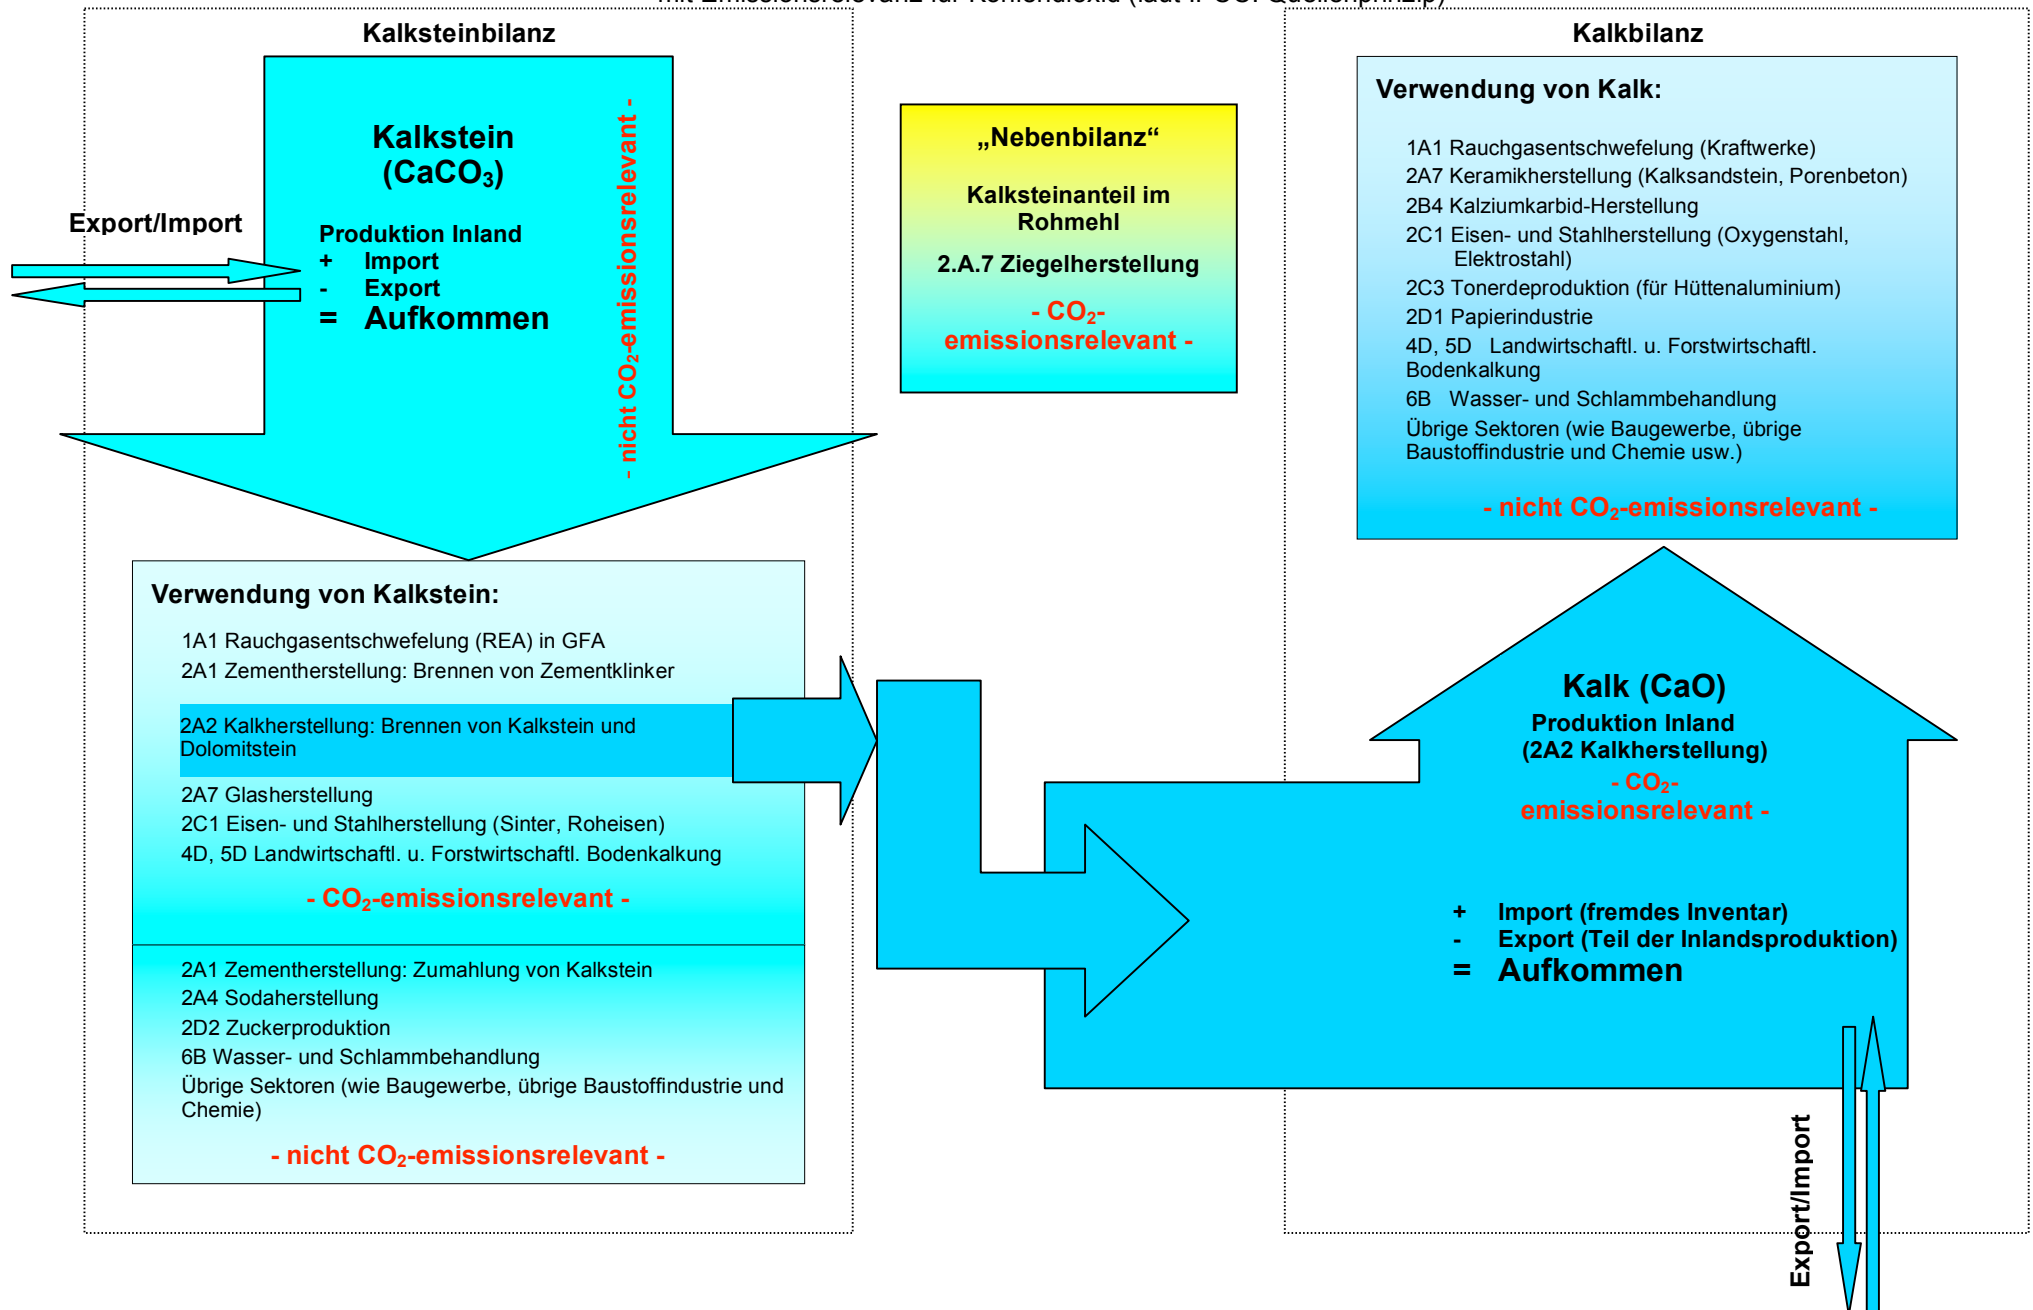 Kalksteinbilanz
Kalkstein
(CaCO₃)
- nicht CO₂-emissionsrelevant -
Export/Import
Produktion Inland
+ Import
- Export
= Aufkommen
Verwendung von Kalkstein:
1A1 Rauchgasentschwefelung (REA) in GFA
2A1 Zementherstellung: Brennen von Zementklinker
2A2 Kalkherstellung: Brennen von Kalkstein und
Dolomitstein
2A7 Glasherstellung
2C1 Eisen- und Stahlherstellung (Sinter, Roheisen)
4D, 5D Landwirtschaftl. u. Forstwirtschaftl. Bodenkalkung
- CO₂-emissionsrelevant -
2A1 Zementherstellung: Zumahlung von Kalkstein
2A4 Sodaherstellung
2D2 Zuckerproduktion
6B Wasser- und Schlammbehandlung
Übrige Sektoren (wie Baugewerbe, übrige Baustoffindustrie und
Chemie)
- nicht CO₂-emissionsrelevant -
„Nebenbilanz“
Kalksteinanteil im
Rohmehl
2.A.7 Ziegelherstellung
- CO₂-
emissionsrelevant -
Kalkbilanz
Verwendung von Kalk:
1A1 Rauchgasentschwefelung (Kraftwerke)
2A7 Keramikherstellung (Kalksandstein, Porenbeton)
2B4 Kalziumkarbid-Herstellung
2C1 Eisen- und Stahlherstellung (Oxygenstahl,
Elektrostahl)
2C3 Tonerdeproduktion (für Hüttenaluminium)
2D1 Papierindustrie
4D, 5D Landwirtschaftl. u. Forstwirtschaftl.
Bodenkalkung
6B Wasser- und Schlammbehandlung
Übrige Sektoren (wie Baugewerbe, übrige
Baustoffindustrie und Chemie usw.)
- nicht CO₂-emissionsrelevant -
Kalk (CaO)
Produktion Inland
(2A2 Kalkherstellung)
- CO₂-
emissionsrelevant -
+ Import (fremdes Inventar)
- Export (Teil der Inlandsproduktion)
= Aufkommen
Export/Import